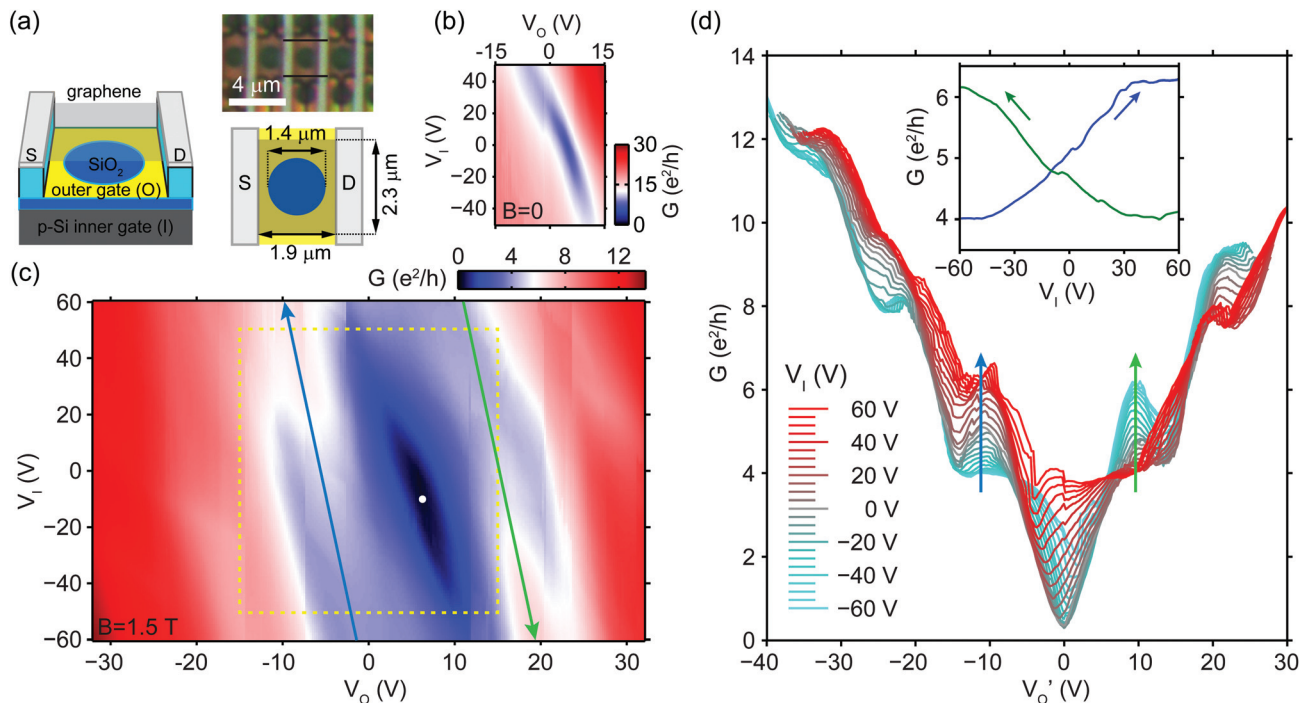 (a)
graphene
S
D
SiO2
outer gate (O)
p-Si inner gate (I)
4 μm
1.4 μm
S
D
2.3 μm
1.9 μm
(b)
VO (V)
-15 0 15
40
20
0
-20
-40
VI (V)
B=0
30
15
0
G (e²/h)
(c)
G (e²/h)
0 4 8 12
60
40
20
0
−20
−40
−60
VI (V)
B=1.5 T
−30 −20 −10 0 10 20 30
VO (V)
(d)
14
12
10
8
6
4
2
0
G (e²/h)
6
5
4
G (e²/h)
−60 −30 0 30 60
VI (V)
VI (V)
60 V
40 V
20 V
0 V
−20 V
−40 V
−60 V
−40 −30 −20 −10 0 10 20 30
VO' (V)